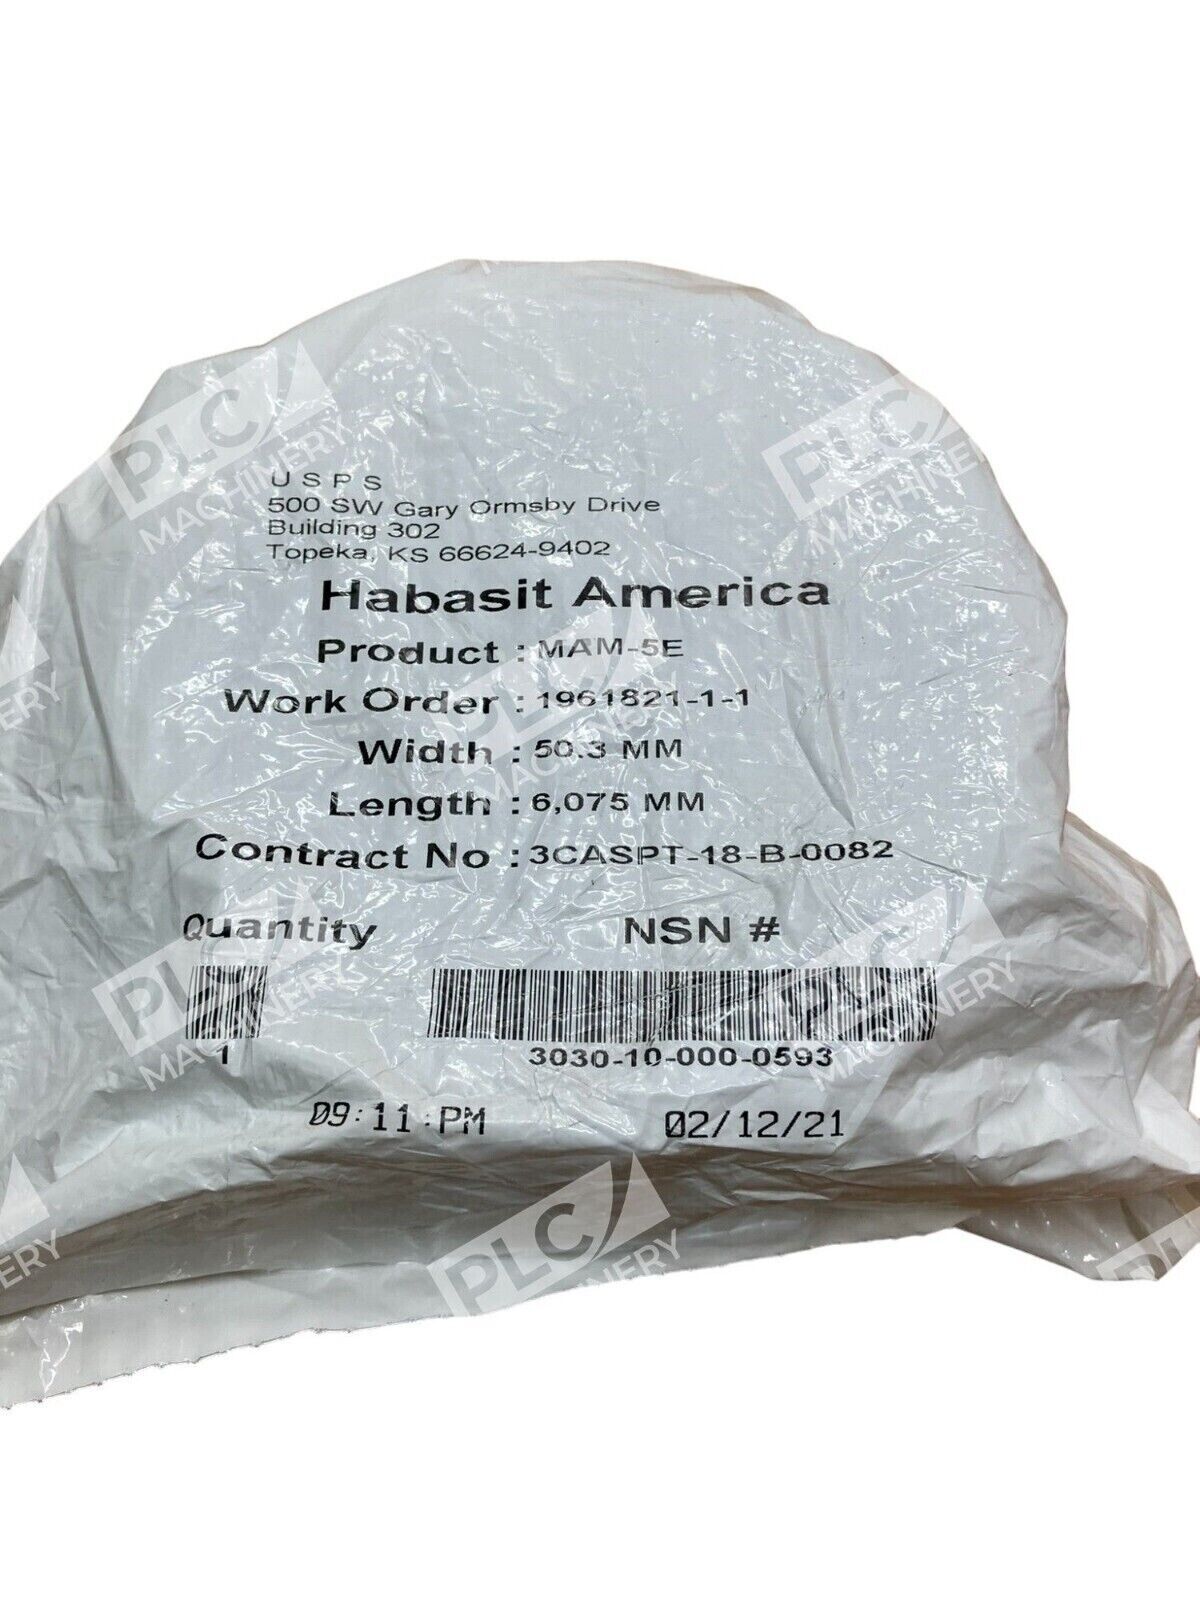 U S P S
500 SW Gary Ormsby Drive
Building 302
Topeka, KS 66624-9402
Habasit America
Product : MAM-5E
Work Order : 1961821-1-1
Width : 50.3 MM
Length : 6,075 MM
Contract No : 3CASPT-18-B-0082
Quantity NSN #
1 3030-10-000-0593
09:11:PM 02/12/21
PLC MACHINERY